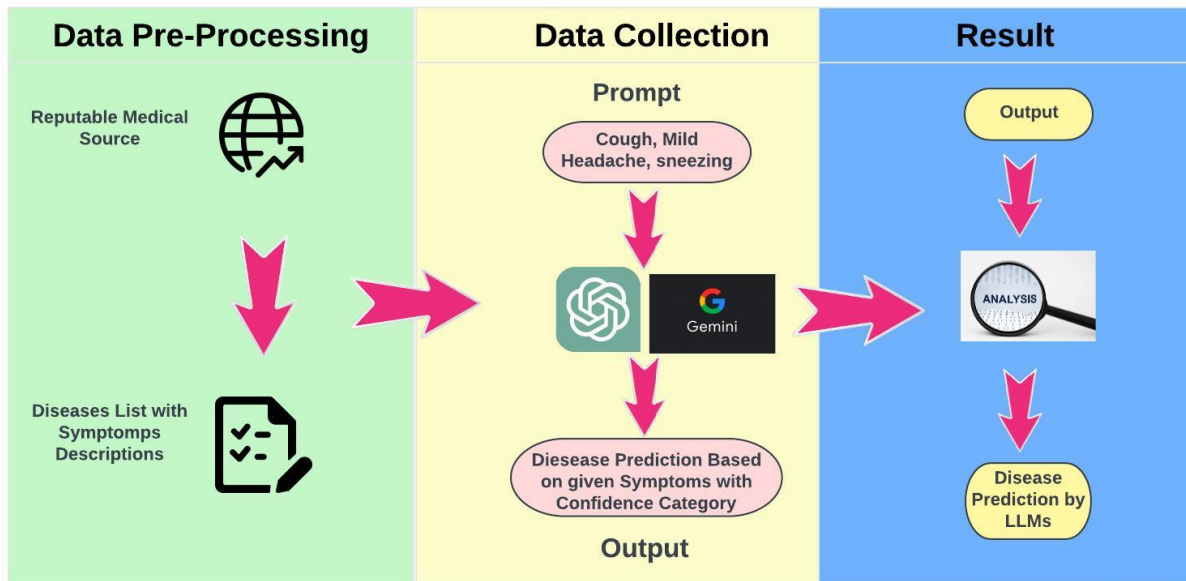 Data Pre-Processing
Reputable Medical
Source
Diseases List with
Symptomps
Descriptions
Data Collection
Prompt
Cough, Mild
Headache, sneezing
Gemini
Diesease Prediction Based
on given Symptoms with
Confidence Category
Output
Result
Output
ANALYSIS
Disease
Prediction by
LLMs